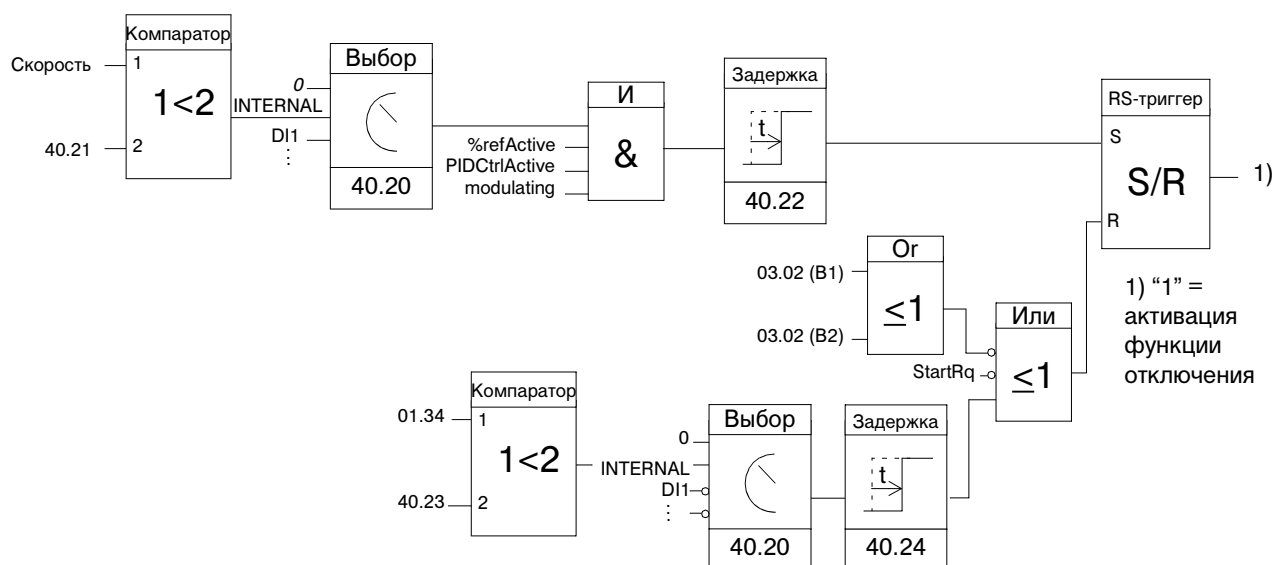 Компаратор
Скорость
1
1<2
40.21
2
Выбор
0
INTERNAL
DI1
⋮
40.20
И
%refActive
PIDCtrlActive
modulating
&
Задержка
t
40.22
RS-триггер
S
S/R
R
1)
Or
03.02 (B1)
≤1
03.02 (B2)
Или
StartRq
≤1
1) “1” =
активация
функции
отключения
Компаратор
01.34
1
1<2
40.23
2
Выбор
0
INTERNAL
DI1
⋮
40.20
Задержка
t
40.24